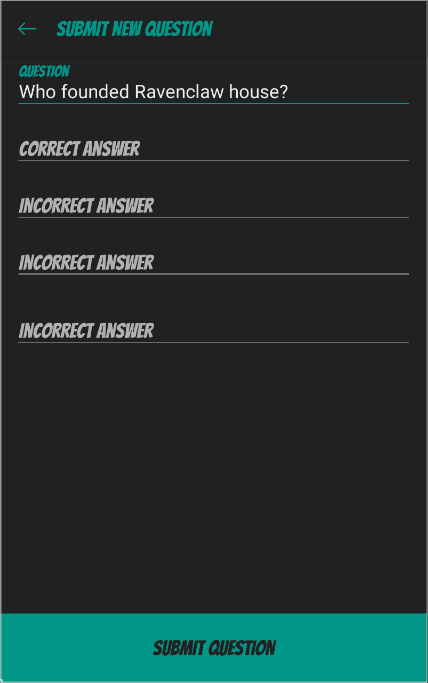 SUBMIT NEW QUESTION
QUESTION
Who founded Ravenclaw house?
CORRECT ANSWER
INCORRECT ANSWER
INCORRECT ANSWER
INCORRECT ANSWER
SUBMIT QUESTION